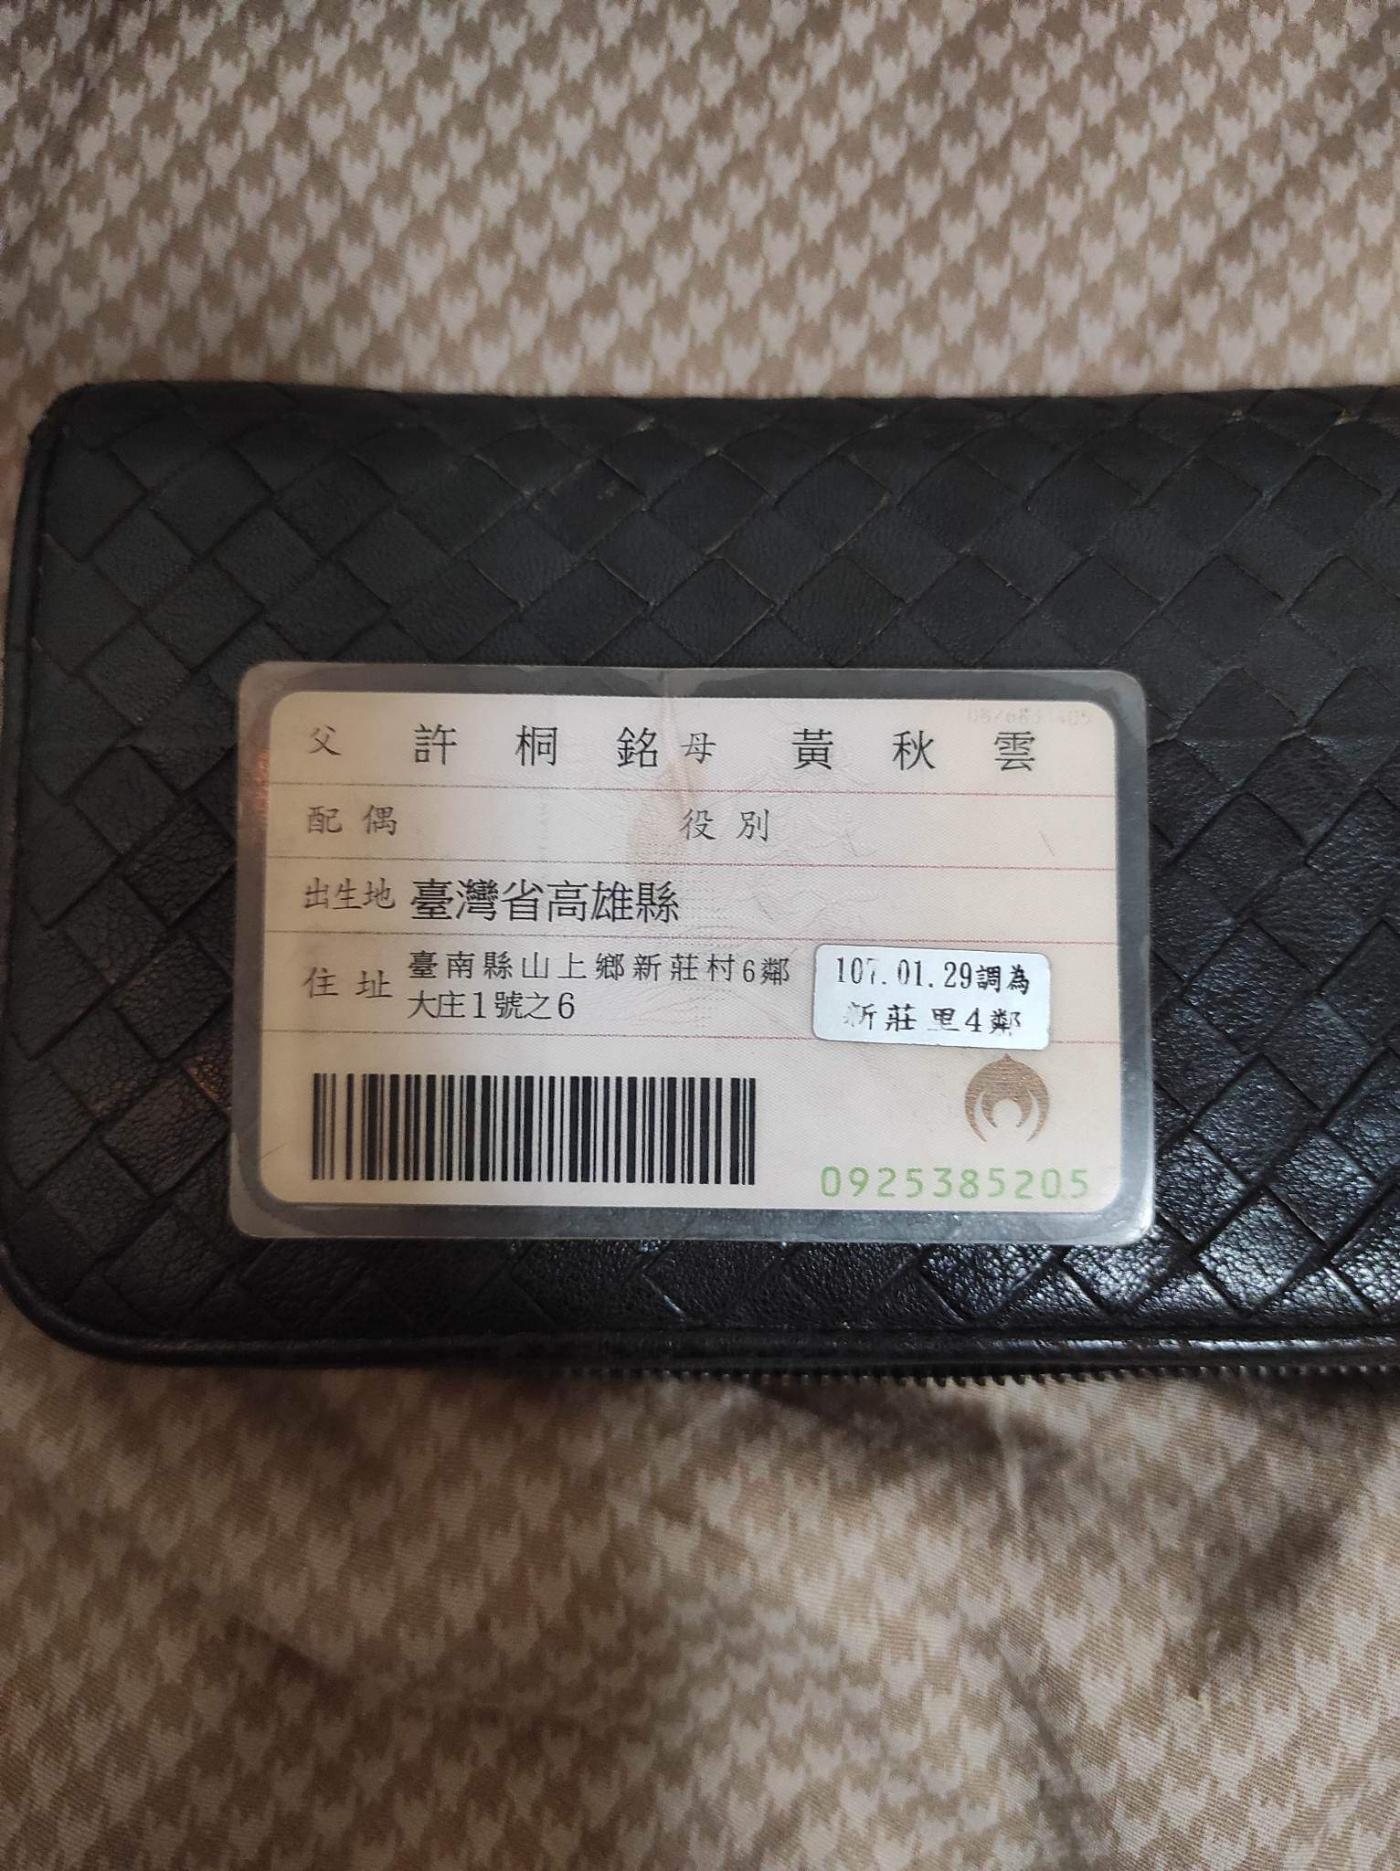 父 許桐銘 母 黃秋雲
配偶 役別
出生地 臺灣省高雄縣
住址 臺南縣山上鄉新莊村6鄰
大庄1號之6
107.01.29調為
新莊里4鄰
0925385205